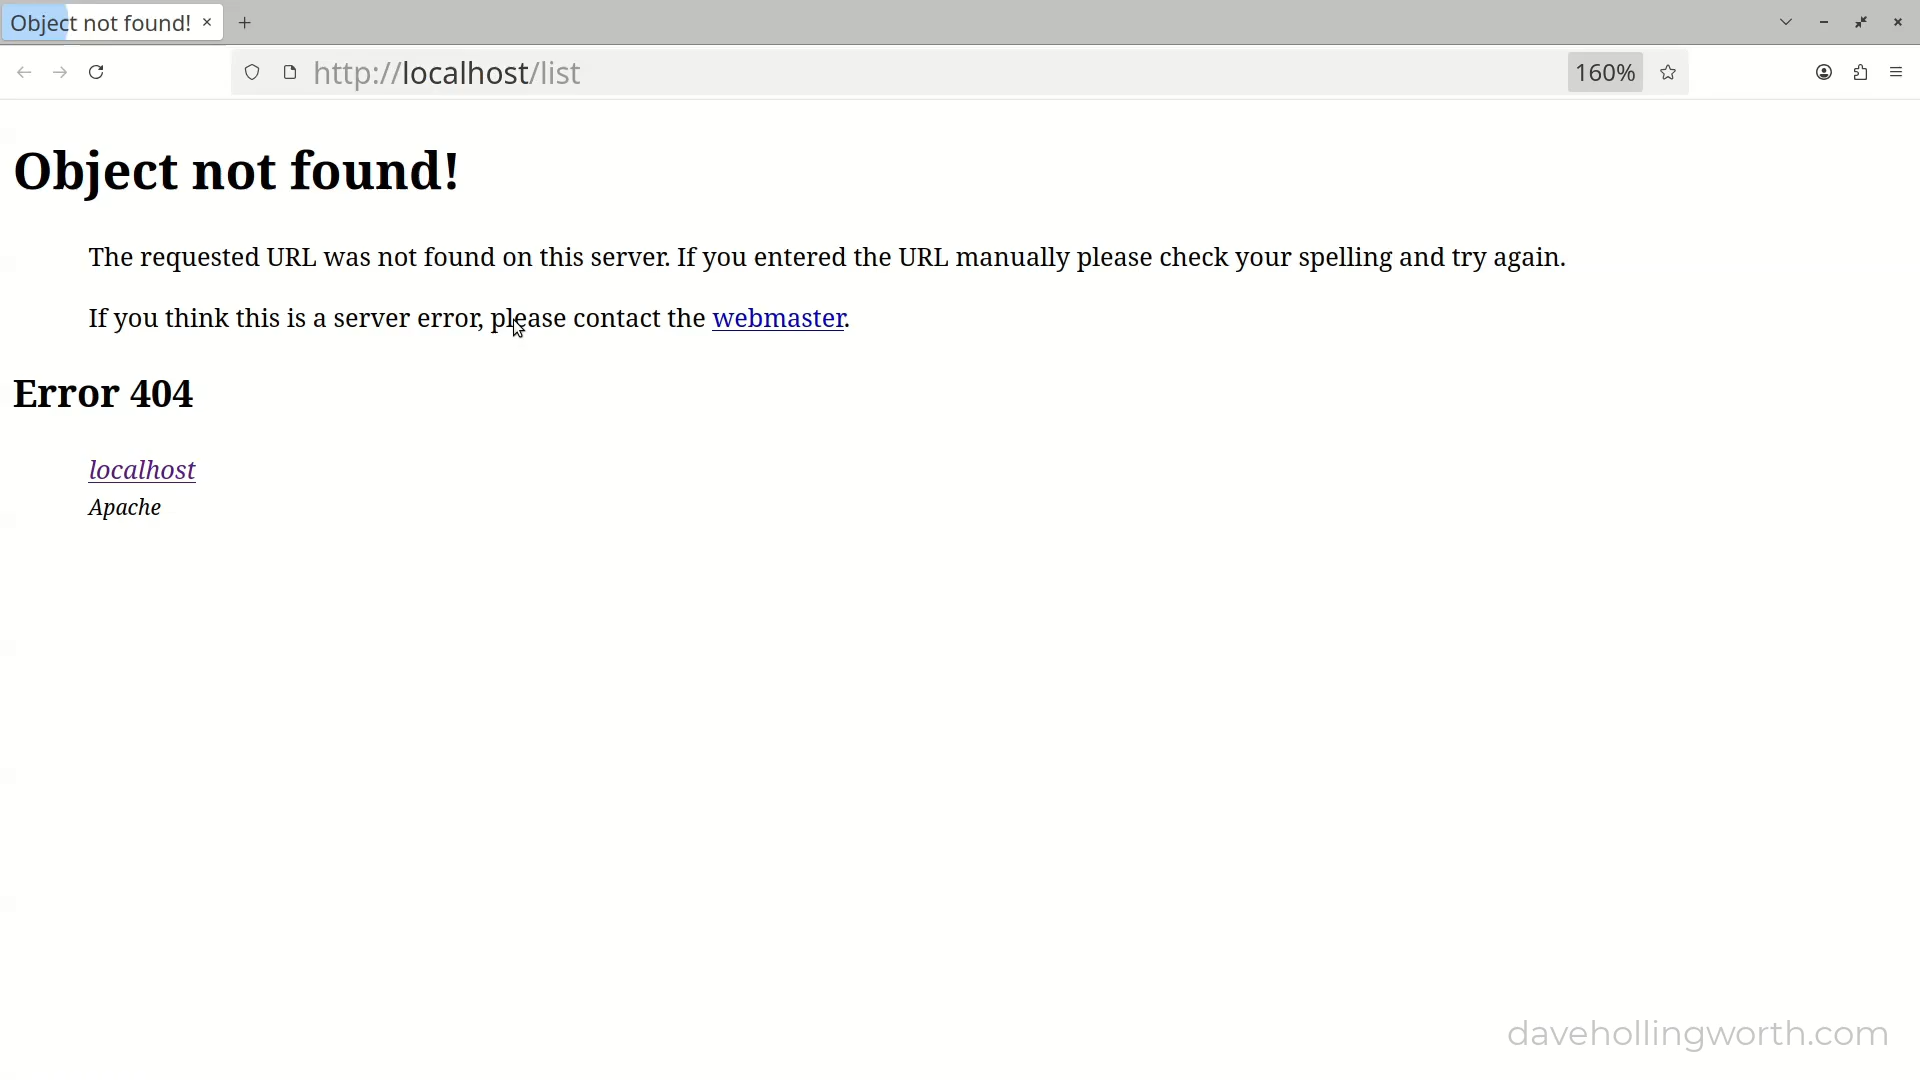 Object not found!
http://localhost/list
160%
Object not found!
The requested URL was not found on this server. If you entered the URL manually please check your spelling and try again.
If you think this is a server error, please contact the webmaster.
Error 404
localhost
Apache
davehollingworth.com